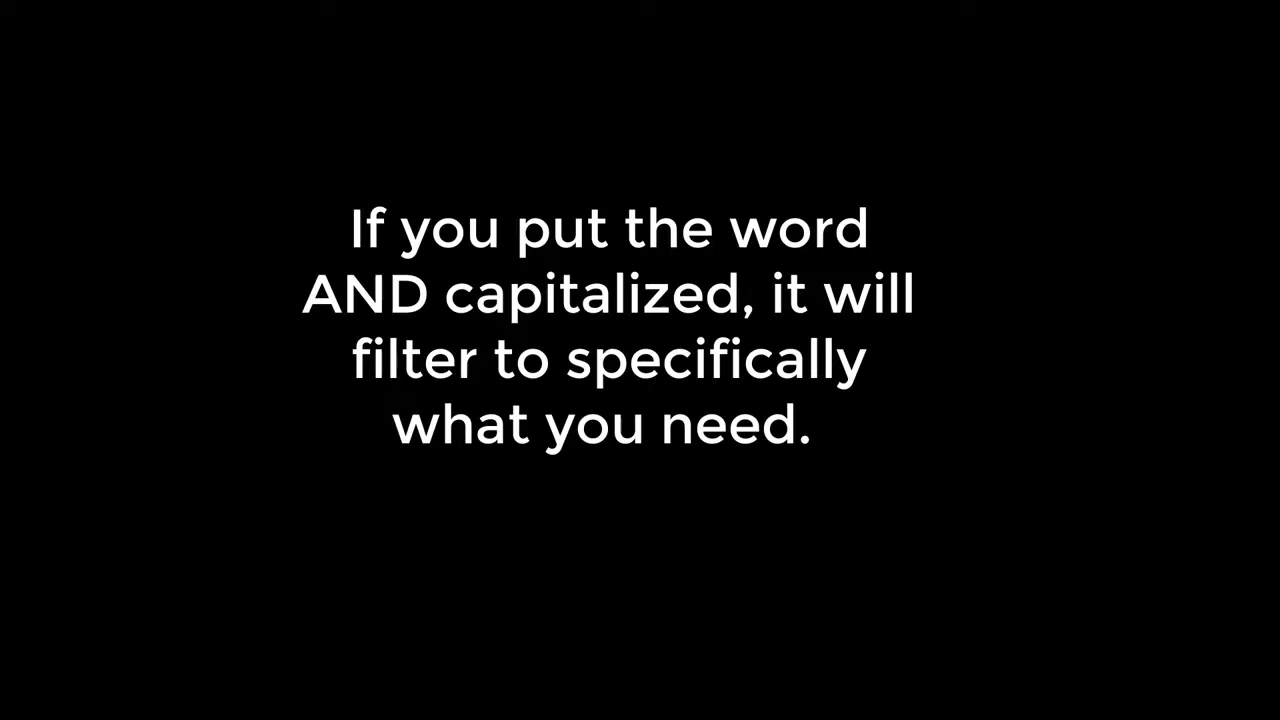 If you put the word
AND capitalized, it will
filter to specifically
what you need.